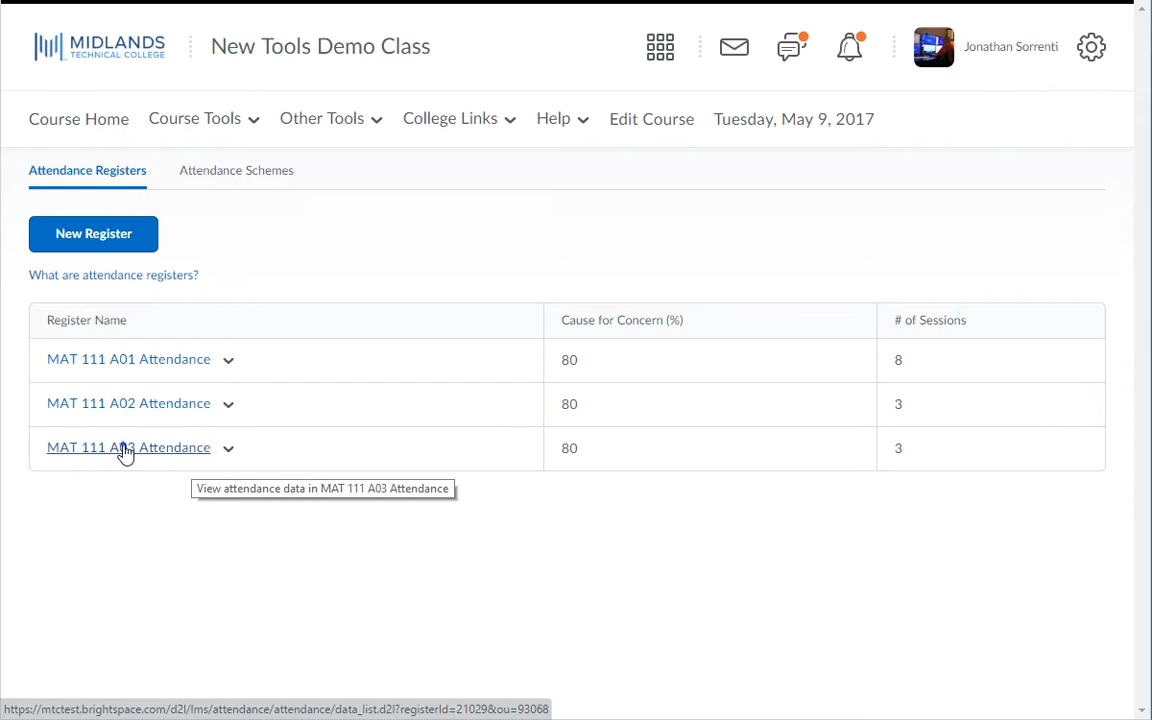 MIDLANDS
TECHNICAL COLLEGE
New Tools Demo Class
Jonathan Sorrenti
Course Home
Course Tools
Other Tools
College Links
Help
Edit Course
Tuesday, May 9, 2017
Attendance Registers
Attendance Schemes
New Register
What are attendance registers?
Register Name
Cause for Concern (%)
# of Sessions
MAT 111 A01 Attendance
80
8
MAT 111 A02 Attendance
80
3
MAT 111 A03 Attendance
80
3
View attendance data in MAT 111 A03 Attendance
https://mtctest.brightspace.com/d2l/lms/attendance/attendance/data_list.d2l?registerId=21029&ou=93068